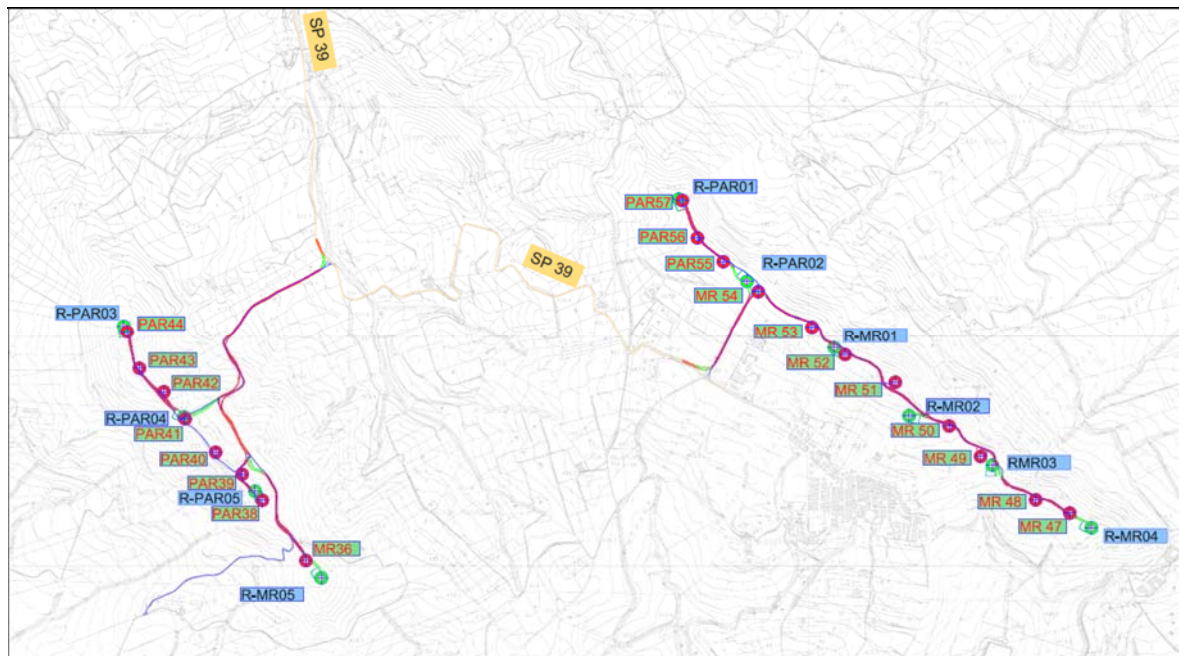 SP 39
R-PAR01
PAR57
PAR56
PAR55
R-PAR02
SP 39
MR 54
R-PAR03
PAR44
MR 53
R-MR01
MR 52
PAR43
PAR42
MR 51
R-PAR04
R-MR02
PAR41
MR 50
PAR40
MR 49
RMR03
PAR39
R-PAR05
MR 48
PAR38
MR 47
R-MR04
MR36
R-MR05